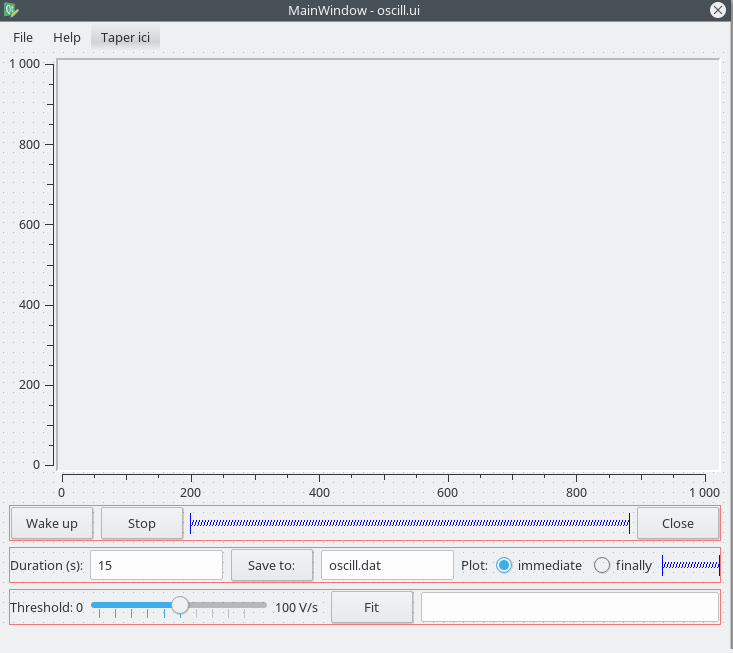 MainWindow - oscill.ui
File Help Taper ici
1 000
800
600
400
200
0
0 200 400 600 800 1 000
Wake up Stop Close
Duration (s): 15 Save to: oscill.dat Plot: immediate finally
Threshold: 0 100 V/s Fit